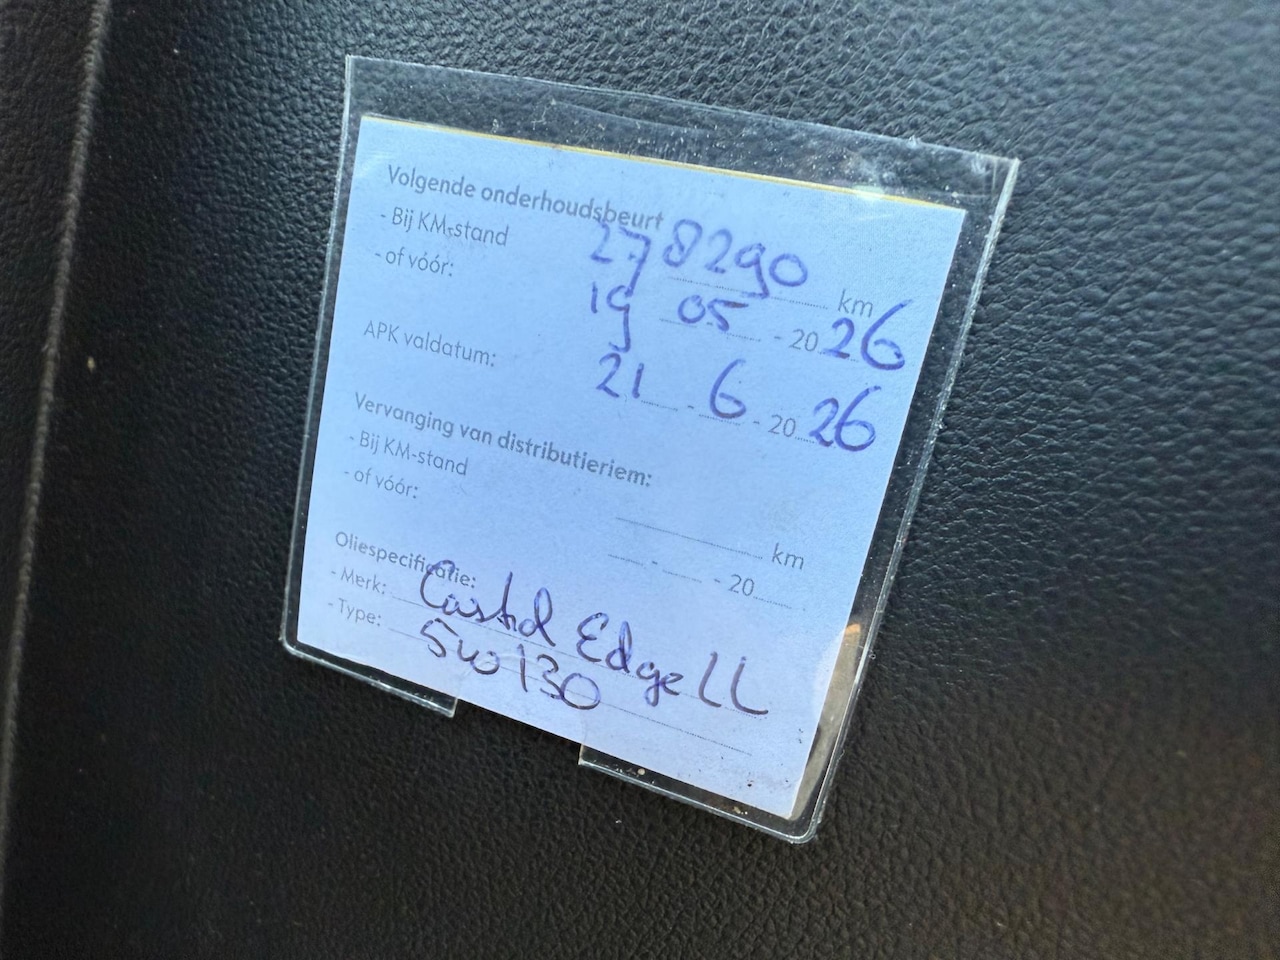 Volgende onderhoudsbeurt
- Bij KM-stand 278290 km
- of vóór: 19 05 - 2026
APK valdatum: 21 - 6 - 2026
Vervanging van distributieriem:
- Bij KM-stand km
- of vóór: - - 20
Oliespecificatie:
- Merk: Castrol Edge LL
- Type: 5w130